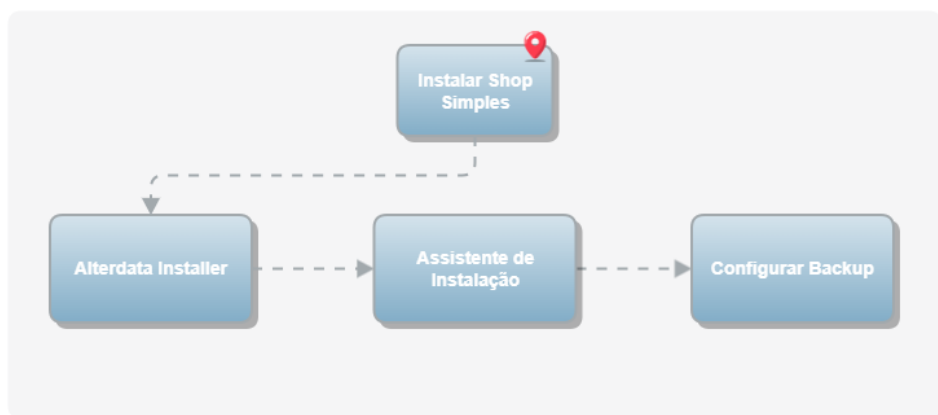 Instalar Shop
Simples
Alterdata Installer
Assistente de
Instalação
Configurar Backup